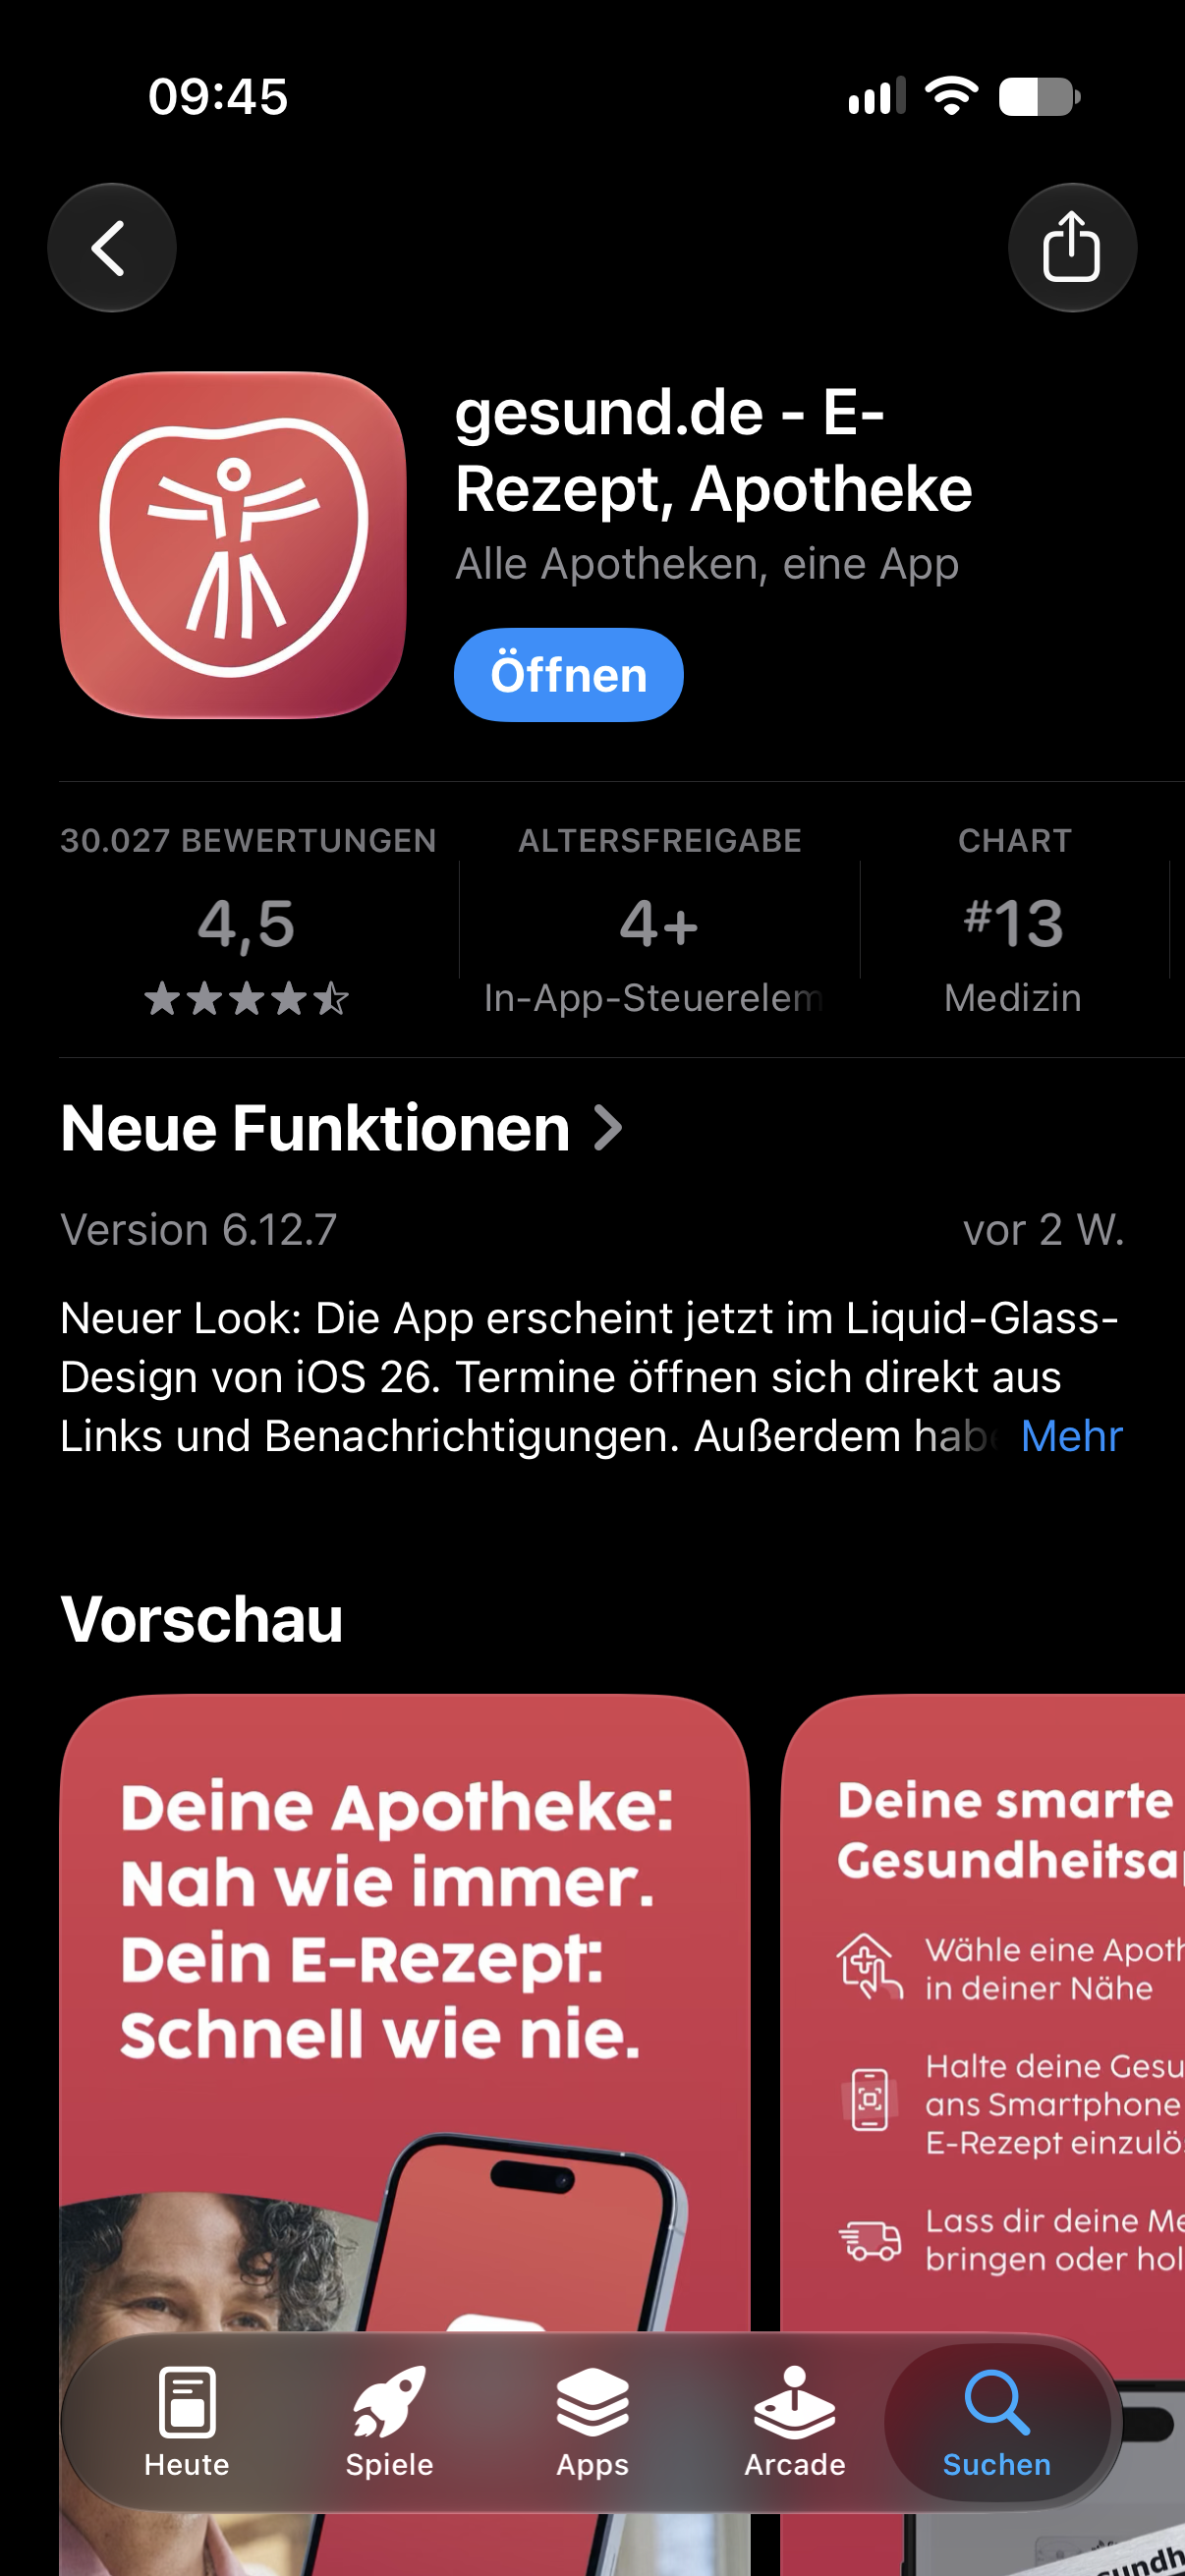 09:45
gesund.de - E-
Rezept, Apotheke
Alle Apotheken, eine App
Öffnen
30.027 BEWERTUNGEN
4,5
ALTERSFREIGABE
4+
In-App-Steuerelem
CHART
#13
Medizin
Neue Funktionen
Version 6.12.7
vor 2 W.
Neuer Look: Die App erscheint jetzt im Liquid-Glass-
Design von iOS 26. Termine öffnen sich direkt aus
Links und Benachrichtigungen. Außerdem habe Mehr
Vorschau
Deine Apotheke:
Nah wie immer.
Dein E-Rezept:
Schnell wie nie.
Deine smarte
Gesundheitsap
Wähle eine Apoth
in deiner Nähe
Halte deine Gesu
ans Smartphone
E-Rezept einzulös
Lass dir deine Me
bringen oder hol
Heute
Spiele
Apps
Arcade
Suchen